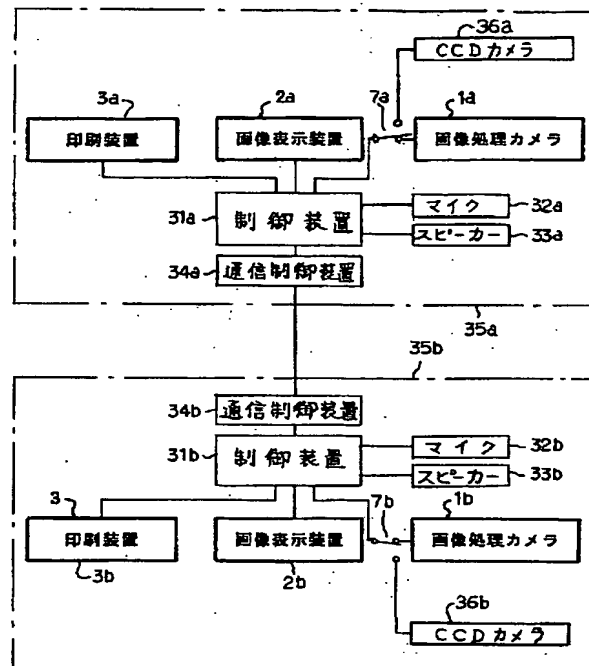 36a
CCDカメラ
3a
2a
7a
1a
印刷装置
画像表示装置
画像処理カメラ
31a
制御装置
マイク
32a
スピーカー
33a
34a
通信制御装置
35a
35b
34b
通信制御装置
31b
制御装置
マイク
32b
スピーカー
33b
3
7b
1b
印刷装置
画像表示装置
画像処理カメラ
3b
2b
36b
CCDカメラ